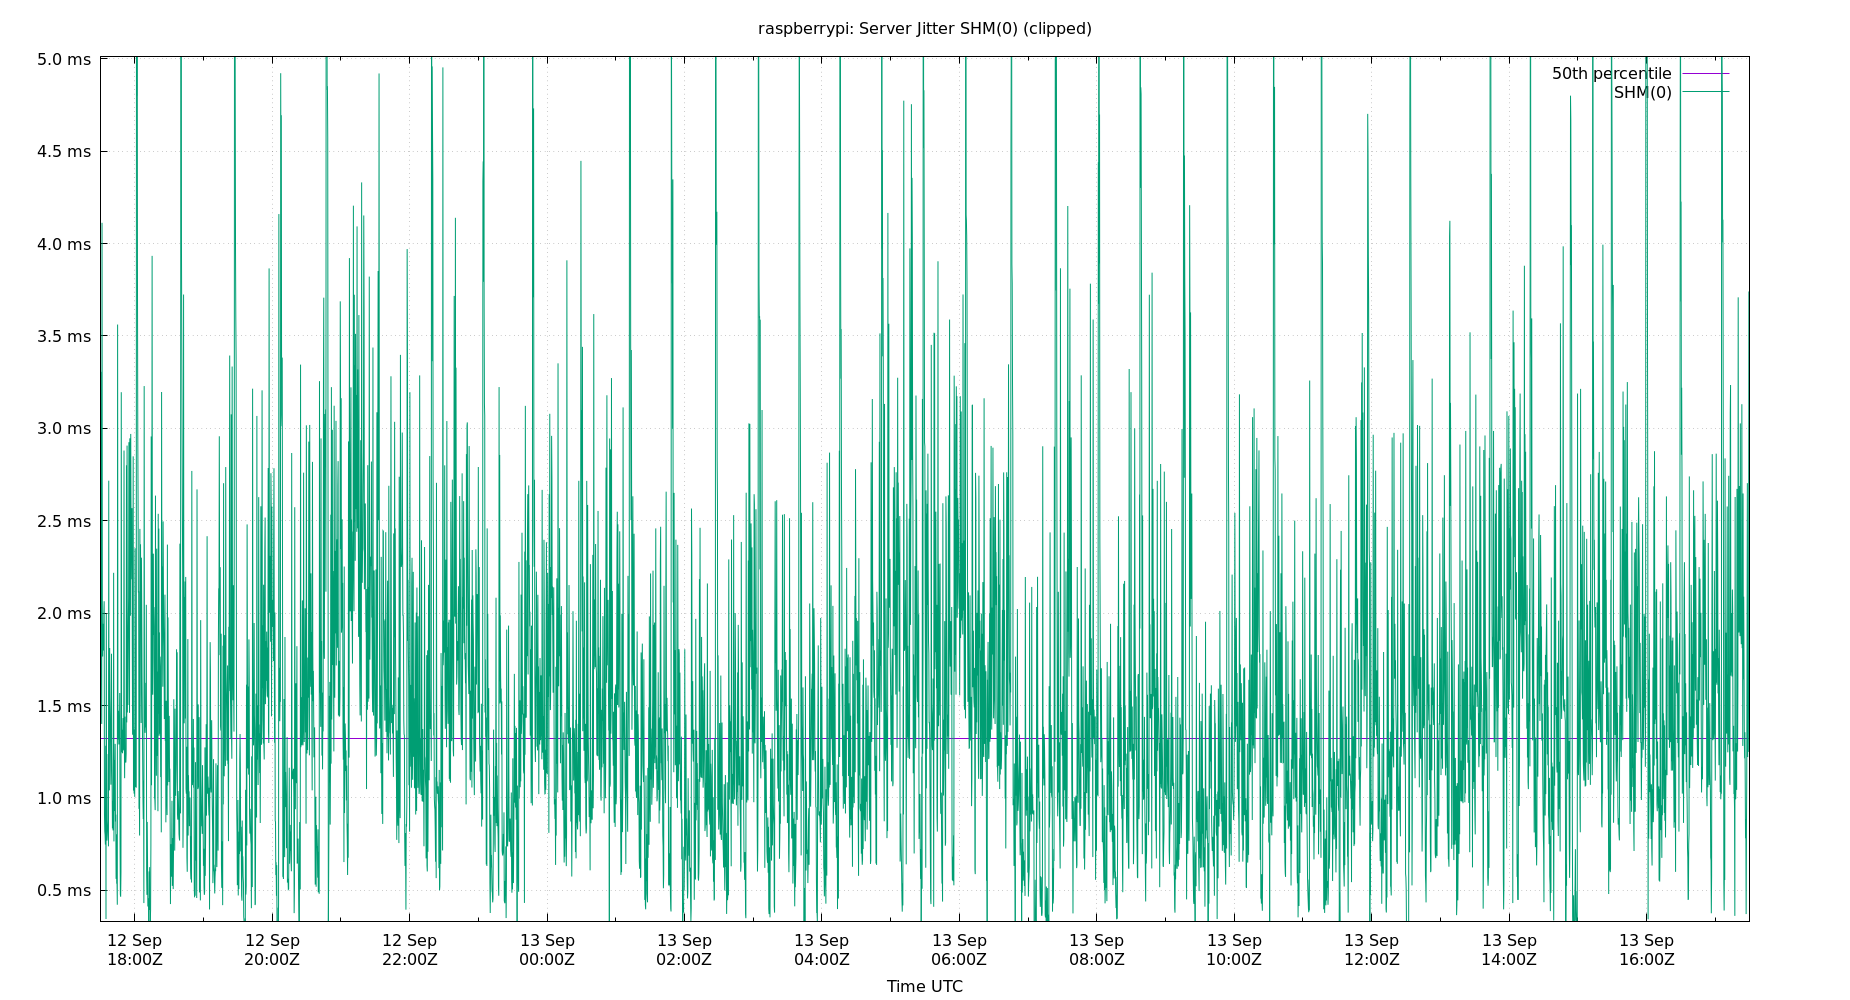 raspberrypi: Server Jitter SHM(0) (clipped)
5.0 ms
50th percentile
SHM(0)
4.5 ms
4.0 ms
3.5 ms
3.0 ms
2.5 ms
2.0 ms
1.5 ms
1.0 ms
0.5 ms
12 Sep 12 Sep 12 Sep 13 Sep 13 Sep 13 Sep 13 Sep 13 Sep 13 Sep 13 Sep 13 Sep 13 Sep
18:00Z 20:00Z 22:00Z 00:00Z 02:00Z 04:00Z 06:00Z 08:00Z 10:00Z 12:00Z 14:00Z 16:00Z
Time UTC